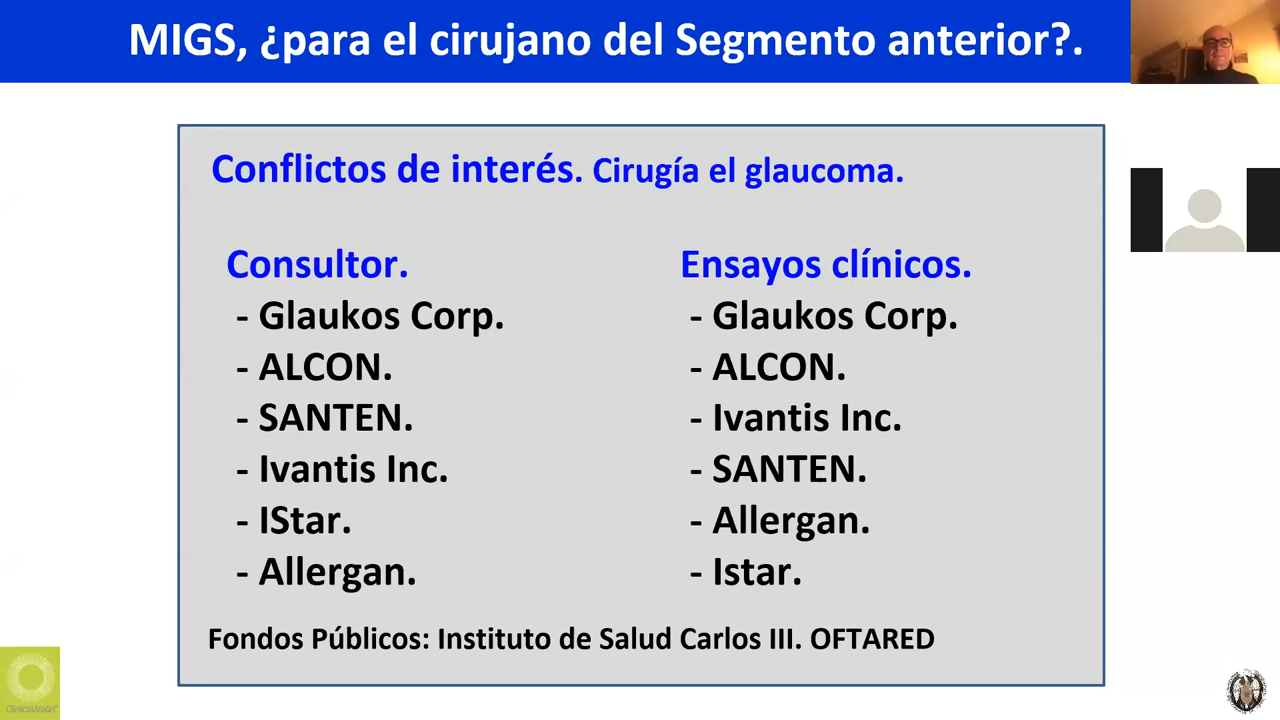 MIGS, ¿para el cirujano del Segmento anterior?.
Conflictos de interés. Cirugía el glaucoma.
Consultor.
- Glaukos Corp.
- ALCON.
- SANTEN.
- Ivantis Inc.
- IStar.
- Allergan.
Ensayos clínicos.
- Glaukos Corp.
- ALCON.
- Ivantis Inc.
- SANTEN.
- Allergan.
- Istar.
Fondos Públicos: Instituto de Salud Carlos III. OFTARED